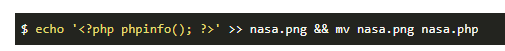 $ echo '<?php phpinfo(); ?>' >> nasa.png && mv nasa.png nasa.php